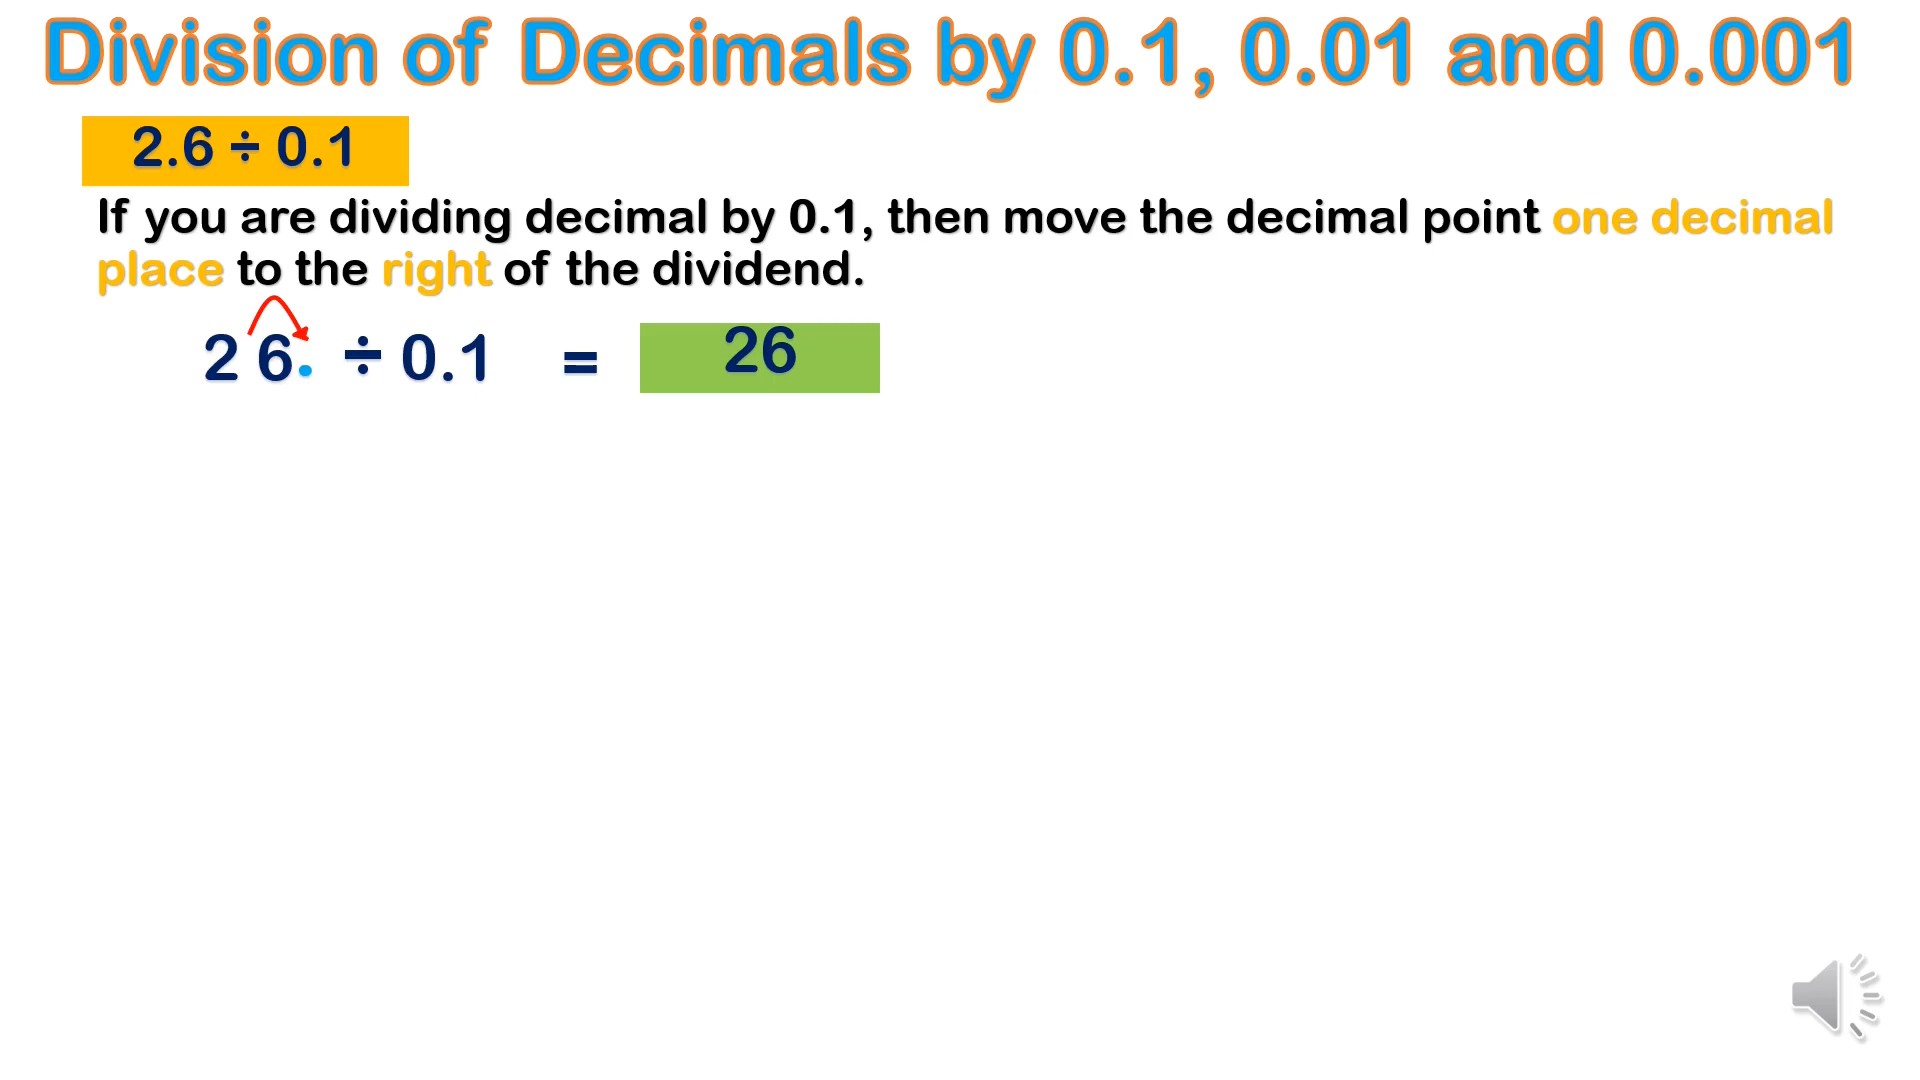 Division of Decimals by 0.1, 0.01 and 0.001
2.6 ÷ 0.1
If you are dividing decimal by 0.1, then move the decimal point one decimal
place to the right of the dividend.
2 6. ÷ 0.1 = 26